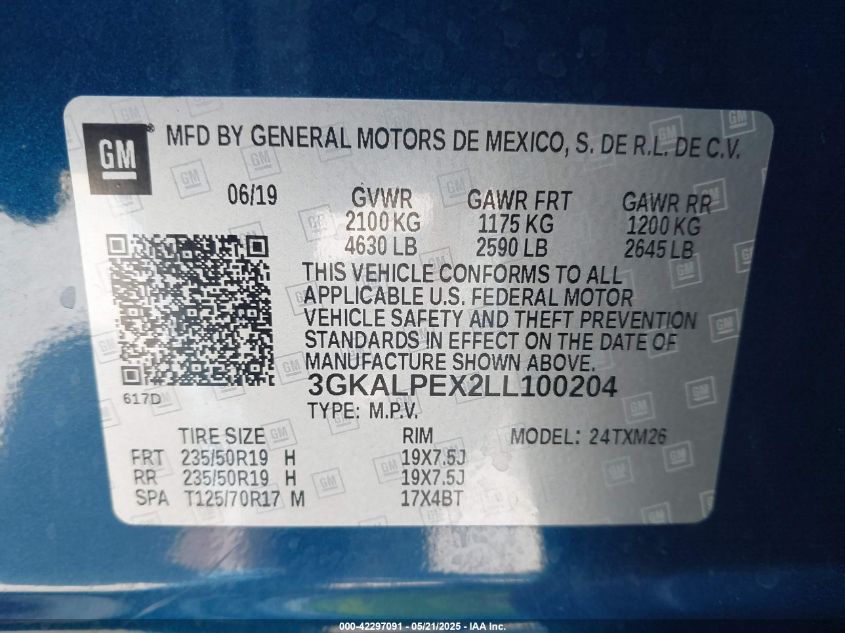 GM
MFD BY GENERAL MOTORS DE MEXICO, S. DE R.L. DE C.V.
06/19 GVWR GAWR FRT GAWR RR
2100 KG 1175 KG 1200 KG
4630 LB 2590 LB 2645 LB
THIS VEHICLE CONFORMS TO ALL
APPLICABLE U.S. FEDERAL MOTOR
VEHICLE SAFETY AND THEFT PREVENTION
STANDARDS IN EFFECT ON THE DATE OF
MANUFACTURE SHOWN ABOVE.
617D
3GKALPEX2LL100204
TYPE: M.P.V.
TIRE SIZE RIM MODEL: 24TXM26
FRT 235/50R19 H 19X7.5J
RR 235/50R19 H 19X7.5J
SPA T125/70R17 M 17X4BT
000-42297091 - 05/21/2025 - IAA Inc.